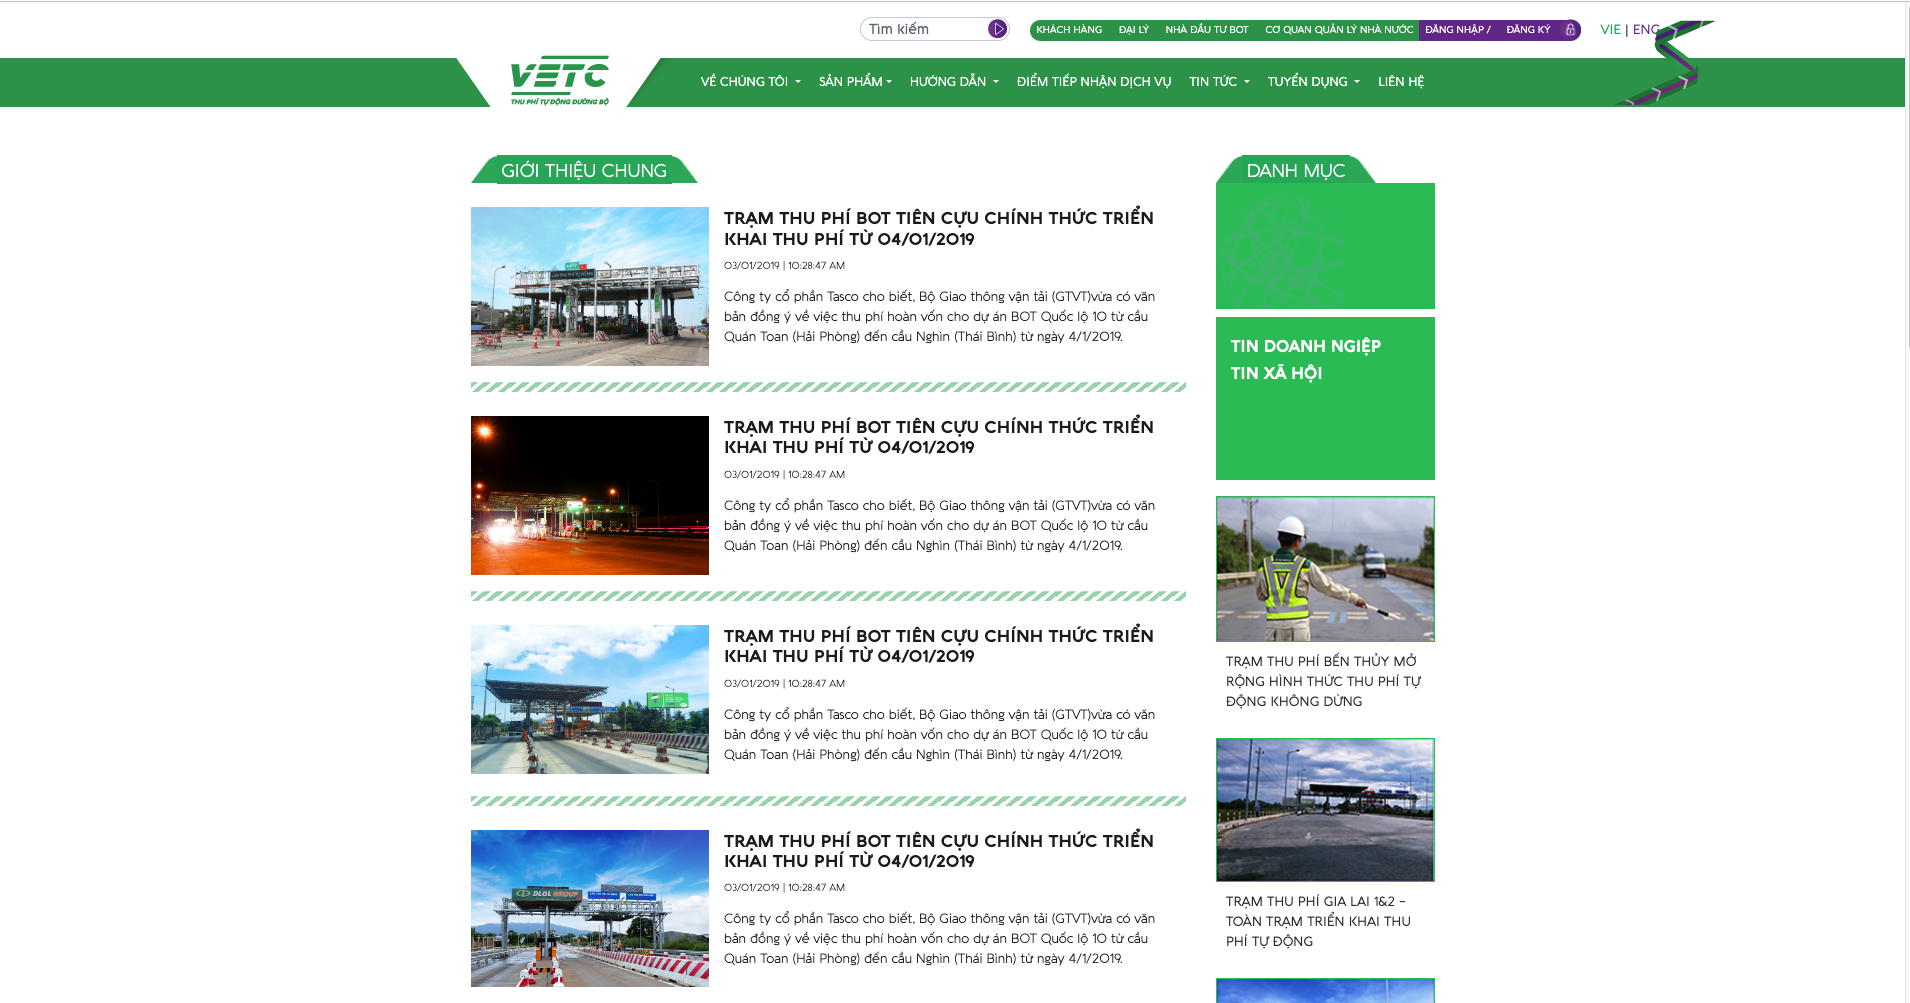 Tìm kiếm
KHÁCH HÀNG ĐẠI LÝ NHÀ ĐẦU TƯ BOT CƠ QUAN QUẢN LÝ NHÀ NƯỚC ĐĂNG NHẬP / ĐĂNG KÝ
VIE | ENG
VETC
THU PHÍ TỰ ĐỘNG ĐƯỜNG BỘ
VỀ CHÚNG TÔI SẢN PHẨM HƯỚNG DẪN ĐIỂM TIẾP NHẬN DỊCH VỤ TIN TỨC TUYỂN DỤNG LIÊN HỆ
GIỚI THIỆU CHUNG
TRẠM THU PHÍ BOT TIÊN CỰU CHÍNH THỨC TRIỂN
KHAI THU PHÍ TỪ 04/01/2019
03/01/2019 | 10:28:47 AM
Công ty cổ phần Tasco cho biết, Bộ Giao thông vận tải (GTVT)vừa có văn
bản đồng ý về việc thu phí hoàn vốn cho dự án BOT Quốc lộ 10 từ cầu
Quán Toan (Hải Phòng) đến cầu Nghìn (Thái Bình) từ ngày 4/1/2019.
TRẠM THU PHÍ BOT TIÊN CỰU CHÍNH THỨC TRIỂN
KHAI THU PHÍ TỪ 04/01/2019
03/01/2019 | 10:28:47 AM
Công ty cổ phần Tasco cho biết, Bộ Giao thông vận tải (GTVT)vừa có văn
bản đồng ý về việc thu phí hoàn vốn cho dự án BOT Quốc lộ 10 từ cầu
Quán Toan (Hải Phòng) đến cầu Nghìn (Thái Bình) từ ngày 4/1/2019.
TRẠM THU PHÍ BOT TIÊN CỰU CHÍNH THỨC TRIỂN
KHAI THU PHÍ TỪ 04/01/2019
03/01/2019 | 10:28:47 AM
Công ty cổ phần Tasco cho biết, Bộ Giao thông vận tải (GTVT)vừa có văn
bản đồng ý về việc thu phí hoàn vốn cho dự án BOT Quốc lộ 10 từ cầu
Quán Toan (Hải Phòng) đến cầu Nghìn (Thái Bình) từ ngày 4/1/2019.
DLGL GROUP
TRẠM THU PHÍ BOT TIÊN CỰU CHÍNH THỨC TRIỂN
KHAI THU PHÍ TỪ 04/01/2019
03/01/2019 | 10:28:47 AM
Công ty cổ phần Tasco cho biết, Bộ Giao thông vận tải (GTVT)vừa có văn
bản đồng ý về việc thu phí hoàn vốn cho dự án BOT Quốc lộ 10 từ cầu
Quán Toan (Hải Phòng) đến cầu Nghìn (Thái Bình) từ ngày 4/1/2019.
DANH MỤC
TIN DOANH NGIỆP
TIN XÃ HỘI
TRẠM THU PHÍ BẾN THỦY MỞ
RỘNG HÌNH THỨC THU PHÍ TỰ
ĐỘNG KHÔNG DỪNG
TRẠM THU PHÍ GIA LAI 1&2 –
TOÀN TRẠM TRIỂN KHAI THU
PHÍ TỰ ĐỘNG